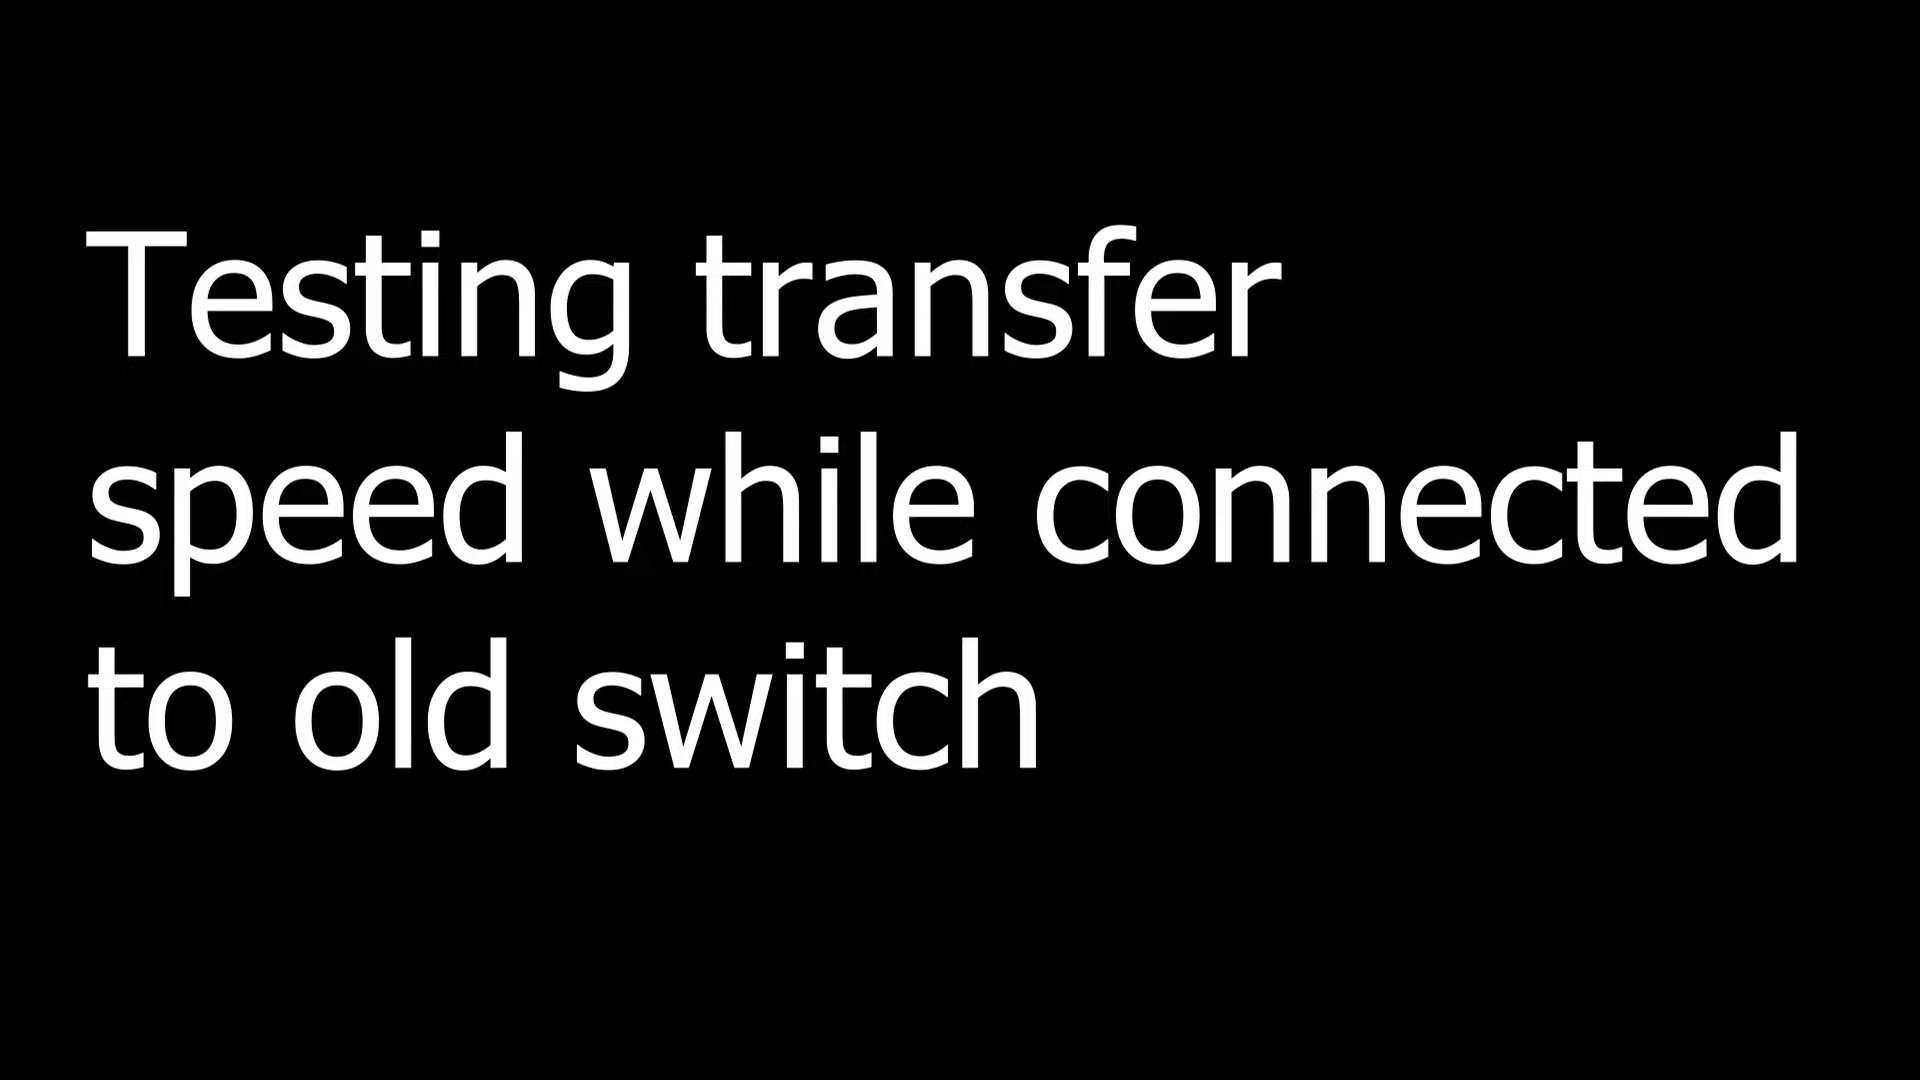 Testing transfer
speed while connected
to old switch